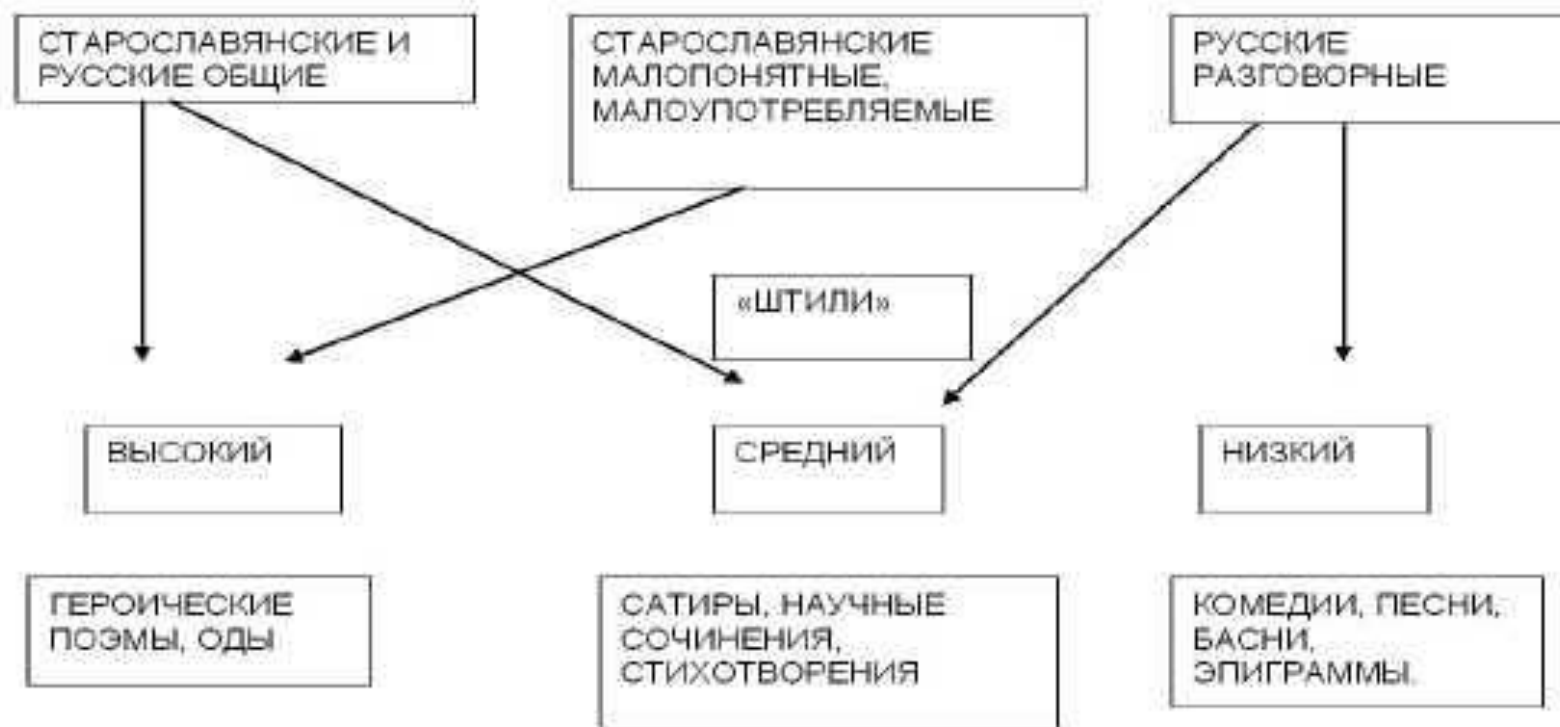 СТАРОСЛАВЯНСКИЕ И
РУССКИЕ ОБЩИЕ
СТАРОСЛАВЯНСКИЕ
МАЛОПОНЯТНЫЕ,
МАЛОУПОТРЕБЛЯЕМЫЕ
РУССКИЕ
РАЗГОВОРНЫЕ
«ШТИЛИ»
ВЫСОКИЙ
СРЕДНИЙ
НИЗКИЙ
ГЕРОИЧЕСКИЕ
ПОЭМЫ, ОДЫ
САТИРЫ, НАУЧНЫЕ
СОЧИНЕНИЯ,
СТИХОТВОРЕНИЯ
КОМЕДИИ, ПЕСНИ,
БАСНИ,
ЭПИГРАММЫ.